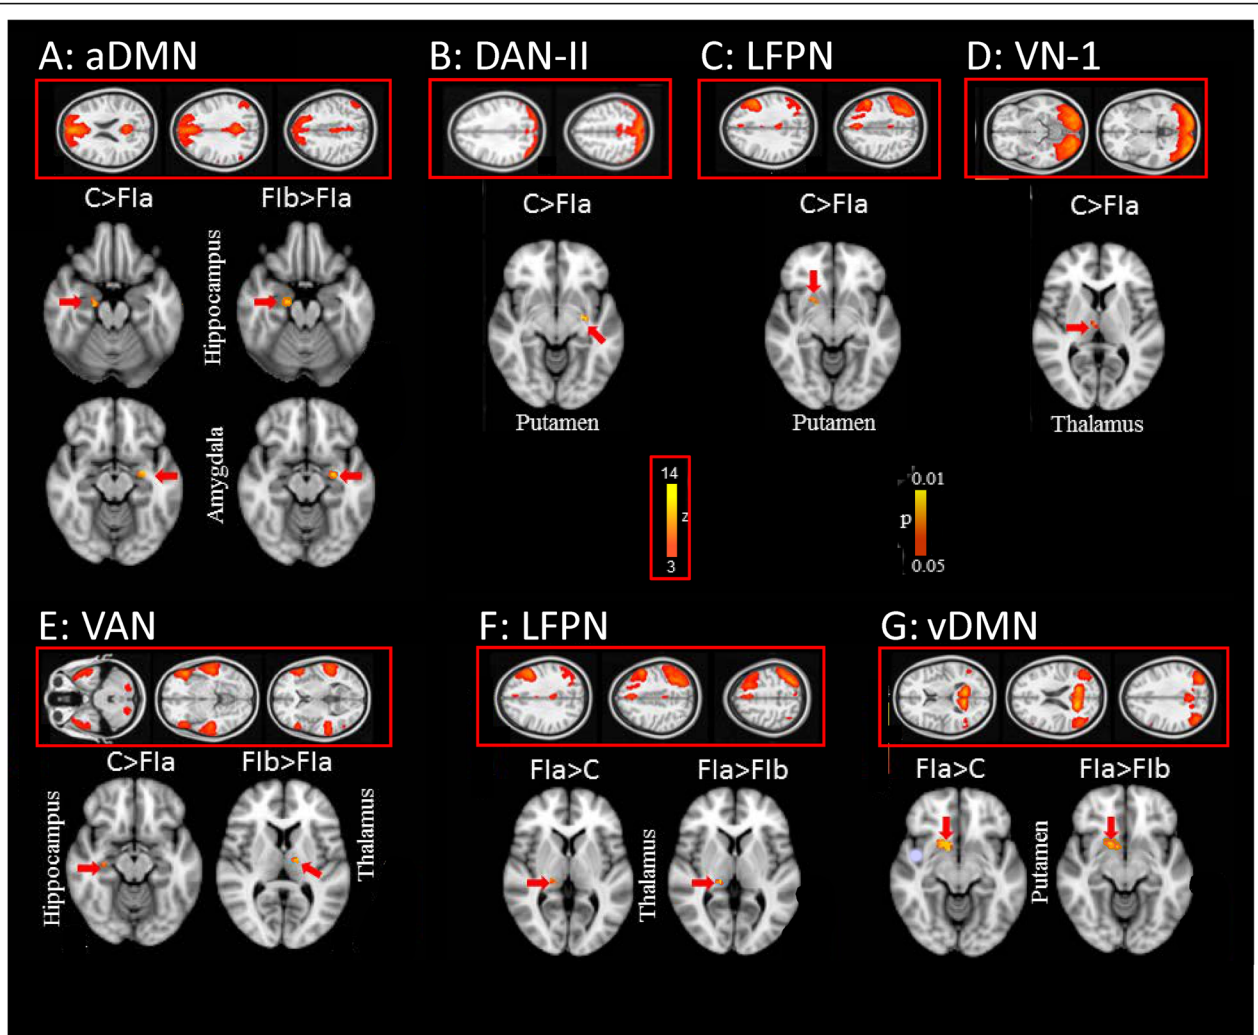 A: aDMN
B: DAN-II
C: LFPN
D: VN-1
C>FIa
FIb>FIa
Hippocampus
Amygdala
C>FIa
Putamen
C>FIa
Putamen
C>FIa
Thalamus
14
z
3
0.01
p
0.05
E: VAN
F: LFPN
G: vDMN
C>FIa
FIb>FIa
Hippocampus
Thalamus
FIa>C
FIa>FIb
Thalamus
FIa>C
FIa>FIb
Putamen